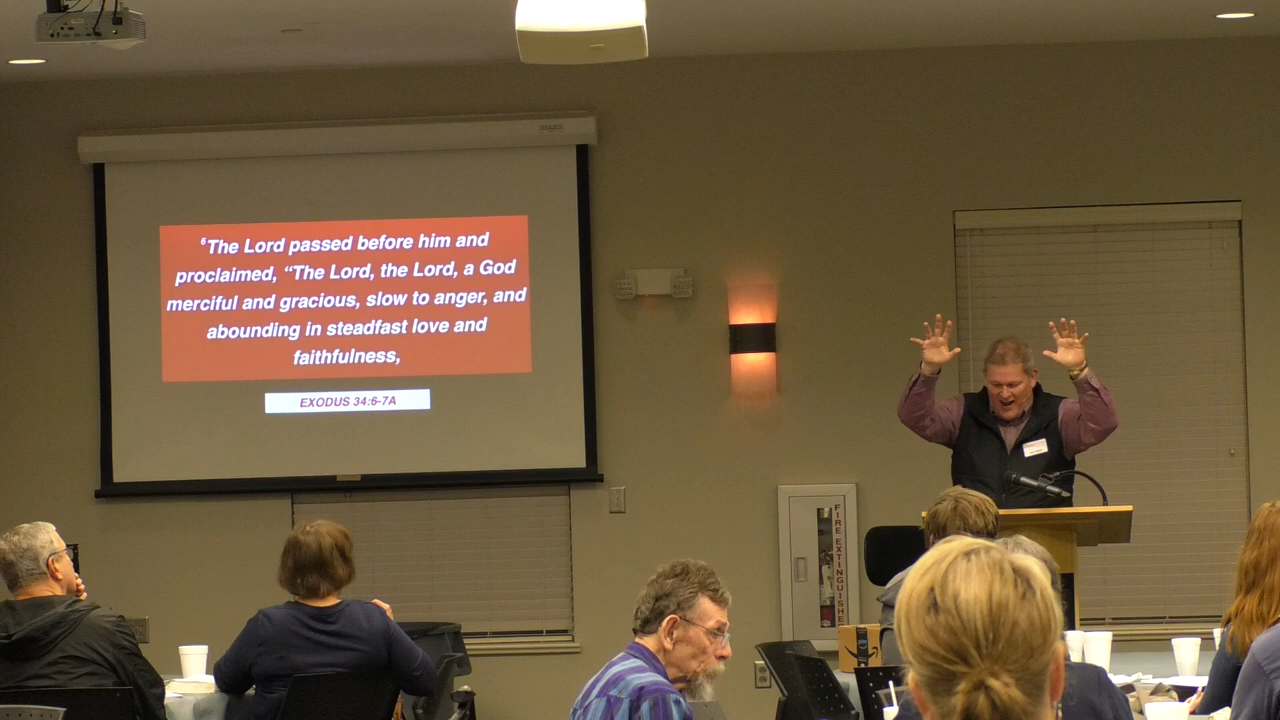 ⁶The Lord passed before him and
proclaimed, “The Lord, the Lord, a God
merciful and gracious, slow to anger, and
abounding in steadfast love and
faithfulness,
EXODUS 34:6-7A
FIRE EXTINGUISHER